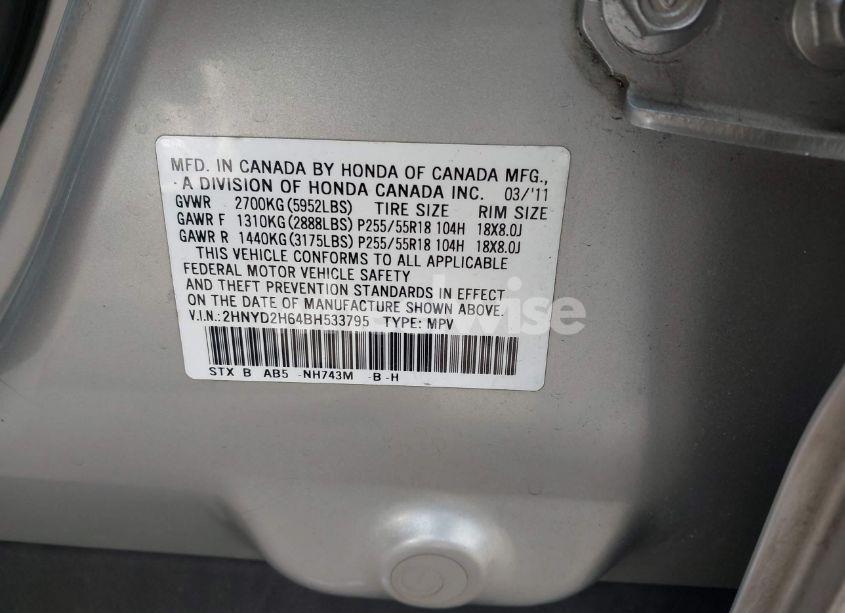 MFD. IN CANADA BY HONDA OF CANADA MFG.,
A DIVISION OF HONDA CANADA INC. 03/'11
GVWR 2700KG(5952LBS) TIRE SIZE RIM SIZE
GAWR F 1310KG(2888LBS) P255/55R18 104H 18X8.0J
GAWR R 1440KG(3175LBS) P255/55R18 104H 18X8.0J
THIS VEHICLE CONFORMS TO ALL APPLICABLE
FEDERAL MOTOR VEHICLE SAFETY
AND THEFT PREVENTION STANDARDS IN EFFECT
ON THE DATE OF MANUFACTURE SHOWN ABOVE.
V.I.N.:2HNYD2H64BH533795 TYPE: MPV
STX B AB5 -NH743M -B-H